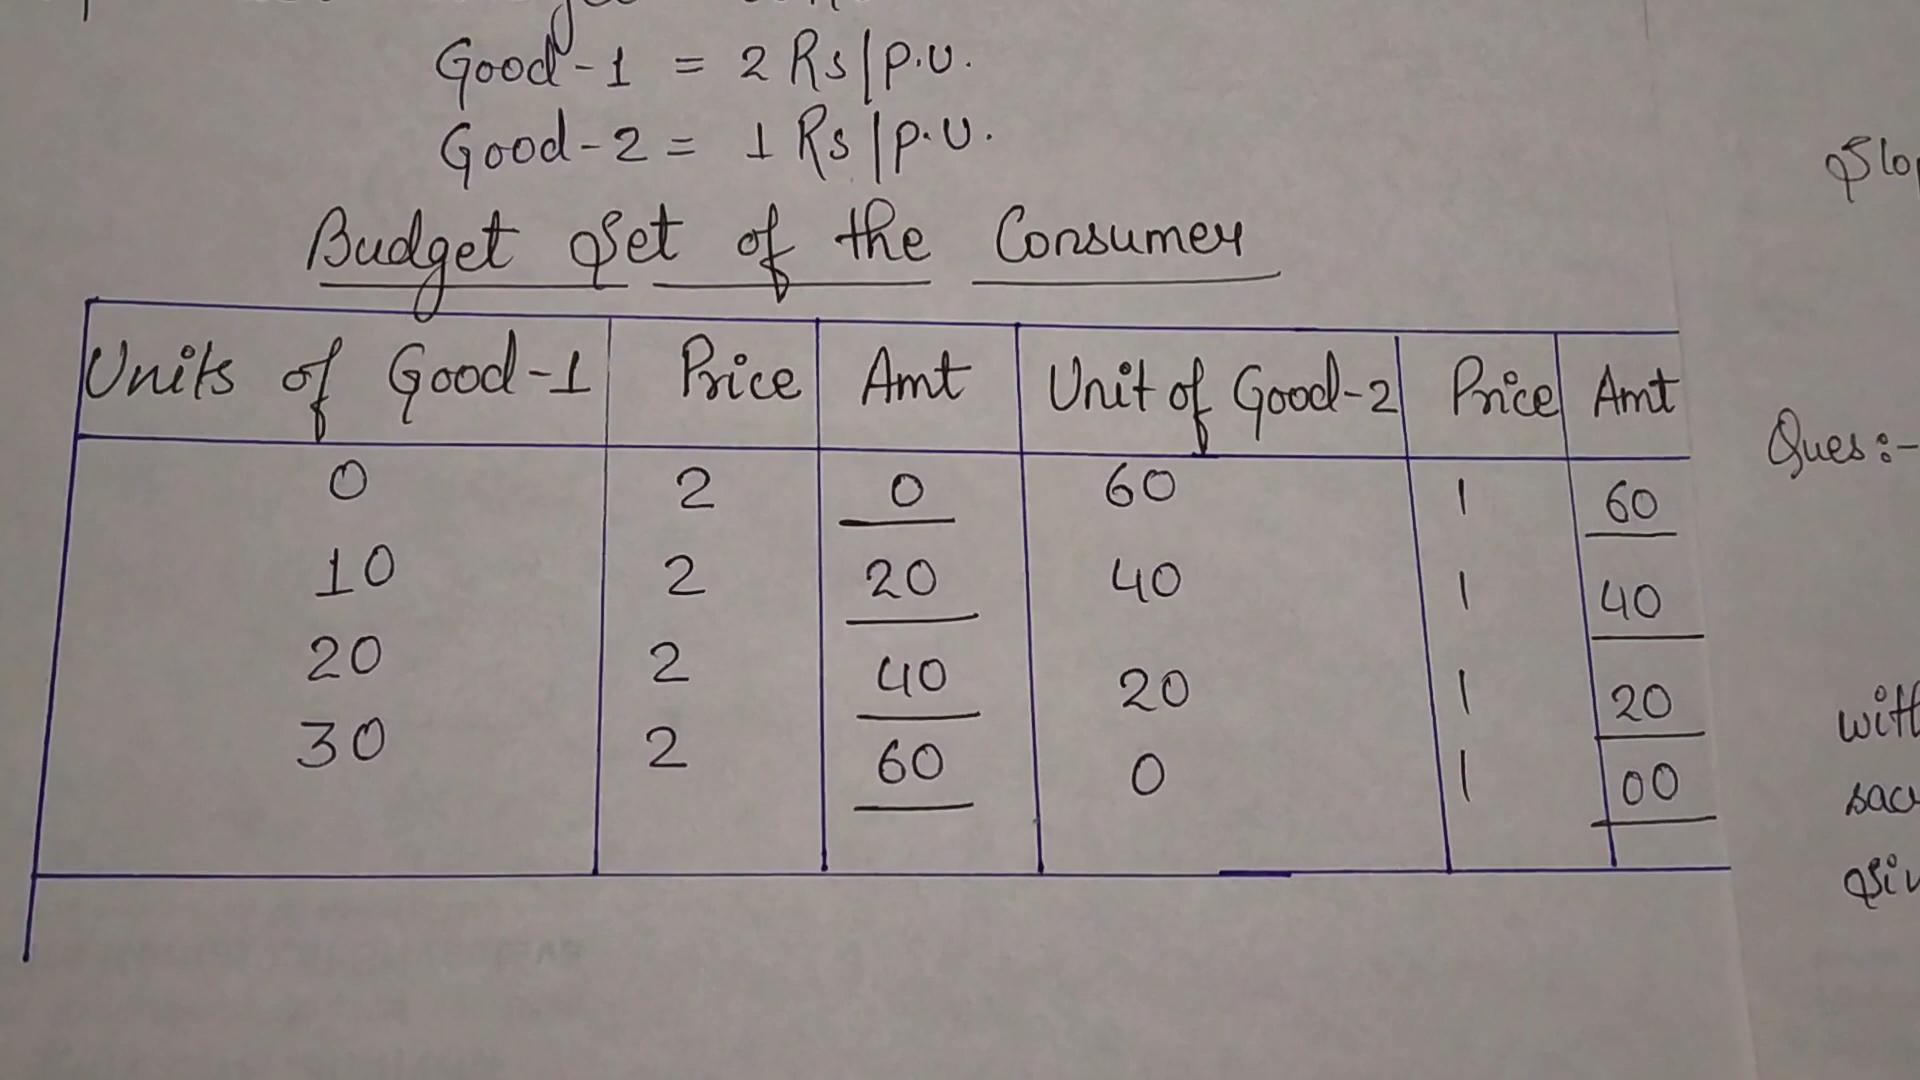 Good-1 = 2 Rs/p.u.
Good-2 = 1 Rs/p.u.
Budget Set of the Consumer
Units of Good-1 Price Amt Unit of Good-2 Price Amt
0 2 0 60 1 60
10 2 20 40 1 40
20 2 40 20 1 20
30 2 60 0 1 00
Ques:-